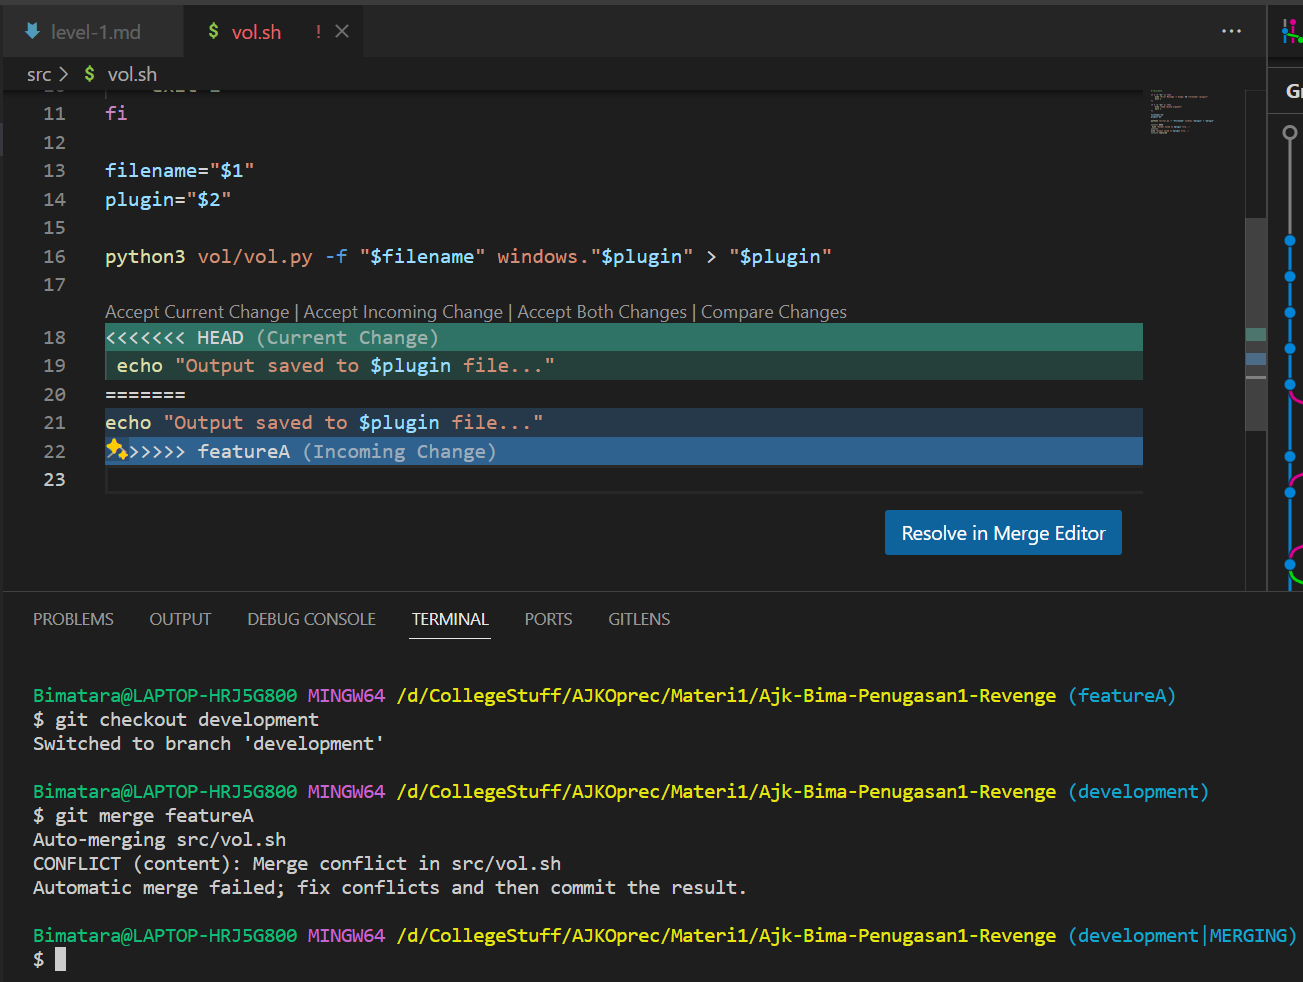 level-1.md
$ vol.sh ! ×
...
src > $ vol.sh
11 fi
12
13 filename="$1"
14 plugin="$2"
15
16 python3 vol/vol.py -f "$filename" windows."$plugin" > "$plugin"
17
Accept Current Change | Accept Incoming Change | Accept Both Changes | Compare Changes
18 <<<<<<< HEAD (Current Change)
19 echo "Output saved to $plugin file..."
20 =======
21 echo "Output saved to $plugin file..."
22 >>>>> featureA (Incoming Change)
23
Resolve in Merge Editor
PROBLEMS OUTPUT DEBUG CONSOLE TERMINAL PORTS GITLENS
Bimatara@LAPTOP-HRJ5G800 MINGW64 /d/CollegeStuff/AJKOprec/Materi1/Ajk-Bima-Penugasan1-Revenge (featureA)
$ git checkout development
Switched to branch 'development'
Bimatara@LAPTOP-HRJ5G800 MINGW64 /d/CollegeStuff/AJKOprec/Materi1/Ajk-Bima-Penugasan1-Revenge (development)
$ git merge featureA
Auto-merging src/vol.sh
CONFLICT (content): Merge conflict in src/vol.sh
Automatic merge failed; fix conflicts and then commit the result.
Bimatara@LAPTOP-HRJ5G800 MINGW64 /d/CollegeStuff/AJKOprec/Materi1/Ajk-Bima-Penugasan1-Revenge (development|MERGING)
$